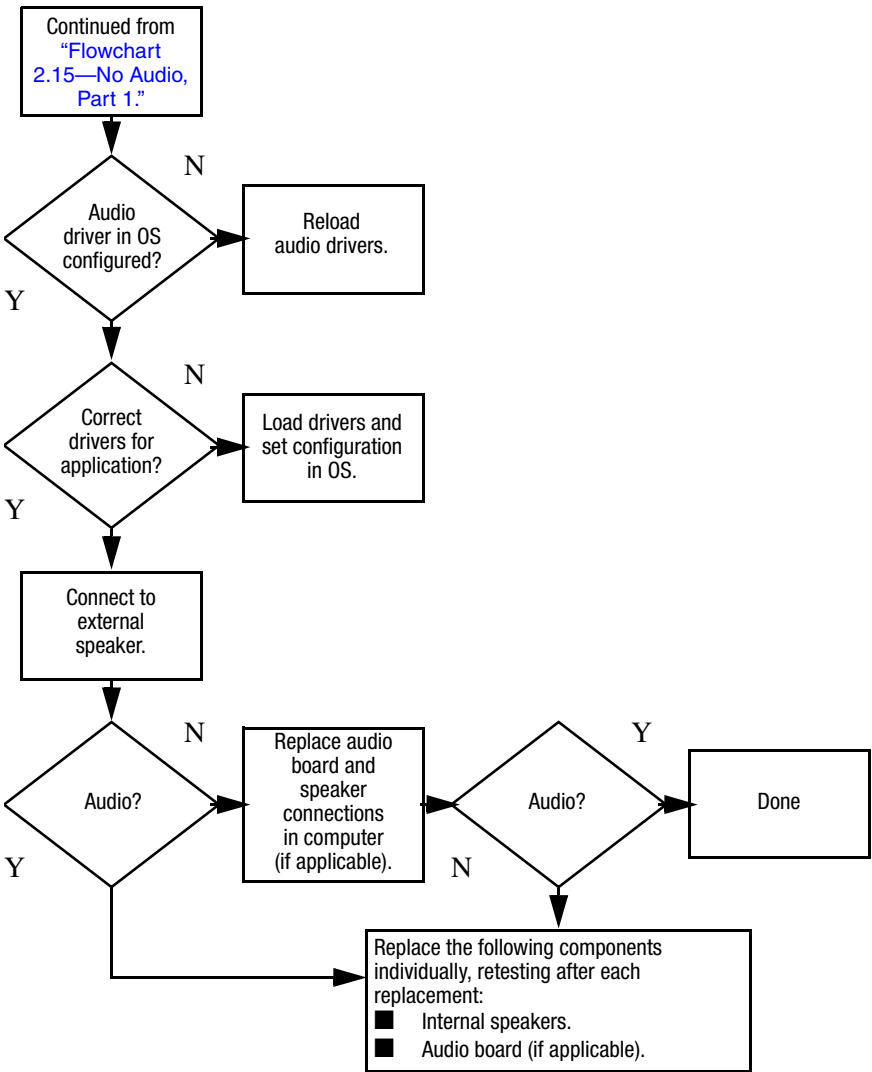 Continued from
“Flowchart
2.15—No Audio,
Part 1.”
N
Audio
driver in OS
configured?
Reload
audio drivers.
Y
N
Correct
drivers for
application?
Load drivers and
set configuration
in OS.
Y
Connect to
external
speaker.
N
Audio?
Replace audio
board and
speaker
connections
in computer
(if applicable).
Y
Audio?
Y
Done
N
Replace the following components
individually, retesting after each
replacement:
■ Internal speakers.
■ Audio board (if applicable).